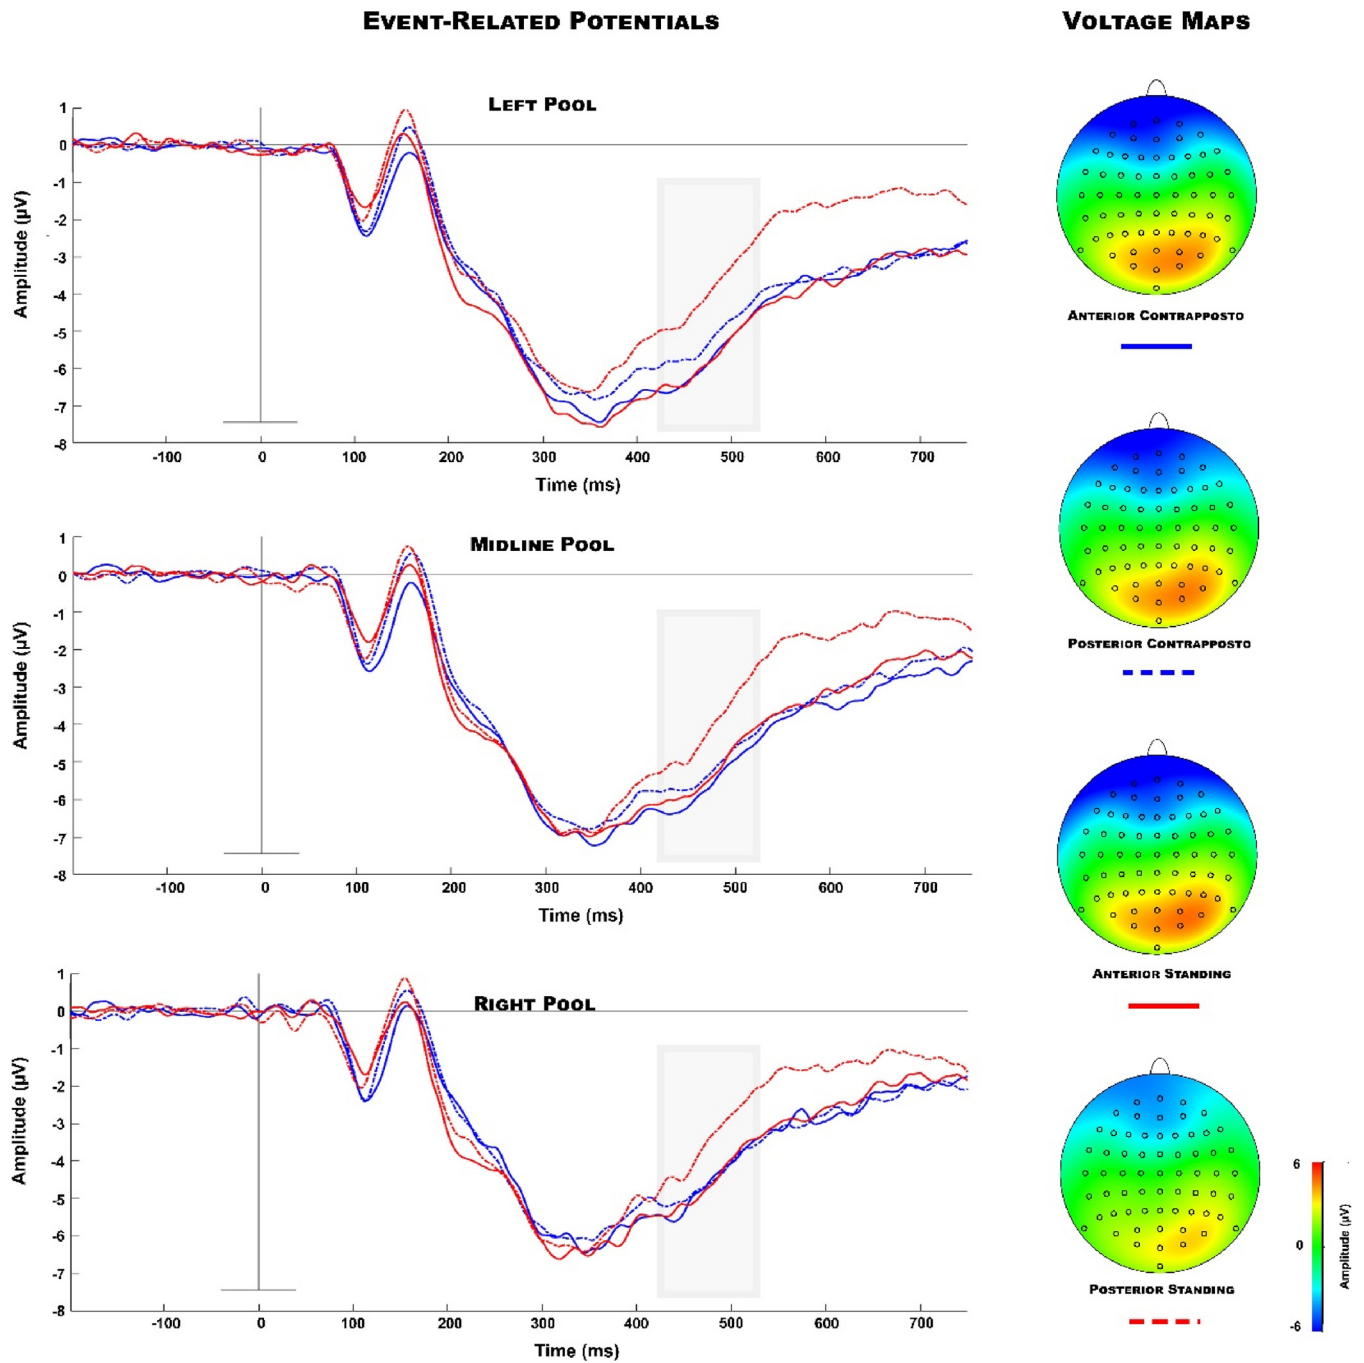 EVENT-RELATED POTENTIALS
VOLTAGE MAPS
LEFT POOL
1
0
-1
-2
-3
-4
-5
-6
-7
-8
Amplitude (µV)
-100 0 100 200 300 400 500 600 700
Time (ms)
MIDLINE POOL
1
0
-1
-2
-3
-4
-5
-6
-7
-8
Amplitude (µV)
-100 0 100 200 300 400 500 600 700
Time (ms)
RIGHT POOL
1
0
-1
-2
-3
-4
-5
-6
-7
-8
Amplitude (µV)
-100 0 100 200 300 400 500 600 700
Time (ms)
ANTERIOR CONTRAPPOSTO
POSTERIOR CONTRAPPOSTO
ANTERIOR STANDING
POSTERIOR STANDING
6
0
-6
Amplitude (µV)